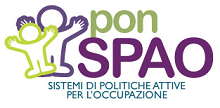 pon
SPAO
SISTEMI DI POLITICHE ATTIVE
PER L'OCCUPAZIONE